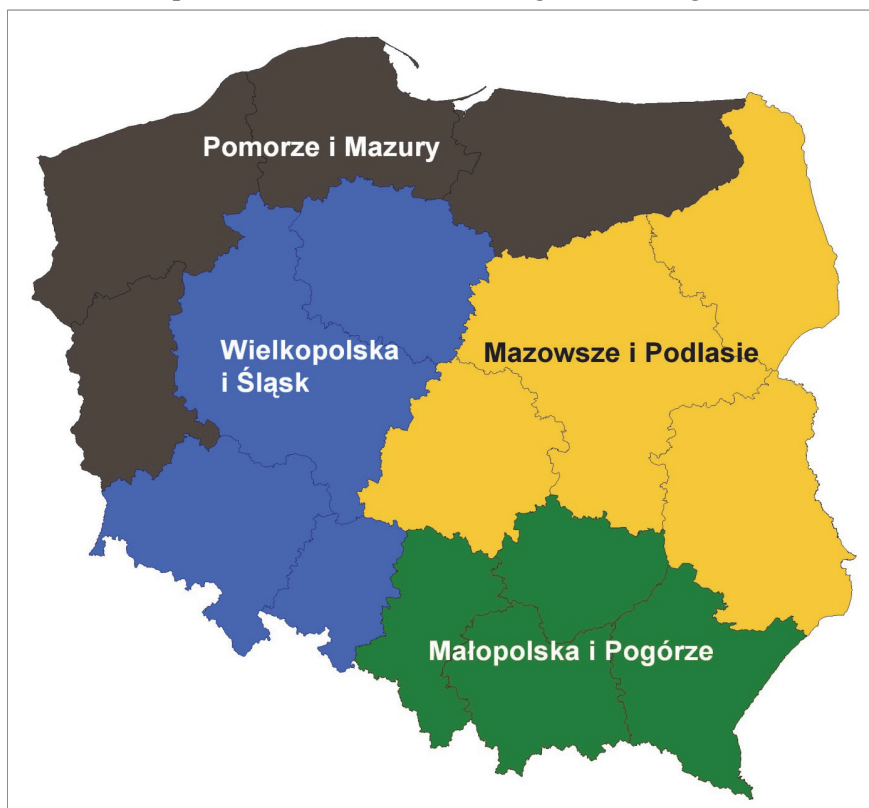 Pomorze i Mazury
Wielkopolska
i Śląsk
Mazowsze i Podlasie
Małopolska i Pogórze